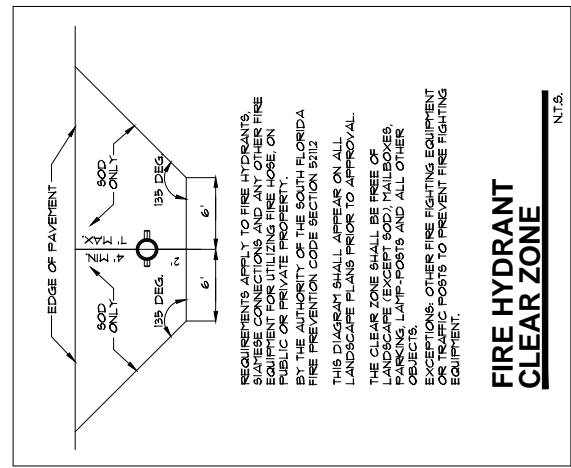 EDGE OF PAVEMENT
SOD
ONLY
SOD
ONLY
4' MIN.
7' MAX.
135 DEG.
135 DEG.
2'
6'
6'
REQUIREMENTS APPLY TO FIRE HYDRANTS,
SIAMESE CONNECTIONS AND ANY OTHER FIRE
EQUIPMENT FOR UTILIZING FIRE HOSE, ON
PUBLIC OR PRIVATE PROPERTY.
BY THE AUTHORITY OF THE SOUTH FLORIDA
FIRE PREVENTION CODE SECTION 5211.2
THIS DIAGRAM SHALL APPEAR ON ALL
LANDSCAPE PLANS PRIOR TO APPROVAL.
THE CLEAR ZONE SHALL BE FREE OF
LANDSCAPE (EXCEPT SOD), MAILBOXES,
PARKING, LAMP-POSTS AND ALL OTHER
OBJECTS.
EXCEPTIONS: OTHER FIRE FIGHTING EQUIPMENT
OR TRAFFIC POSTS TO PREVENT FIRE FIGHTING
EQUIPMENT.
FIRE HYDRANT
CLEAR ZONE
N.T.S.